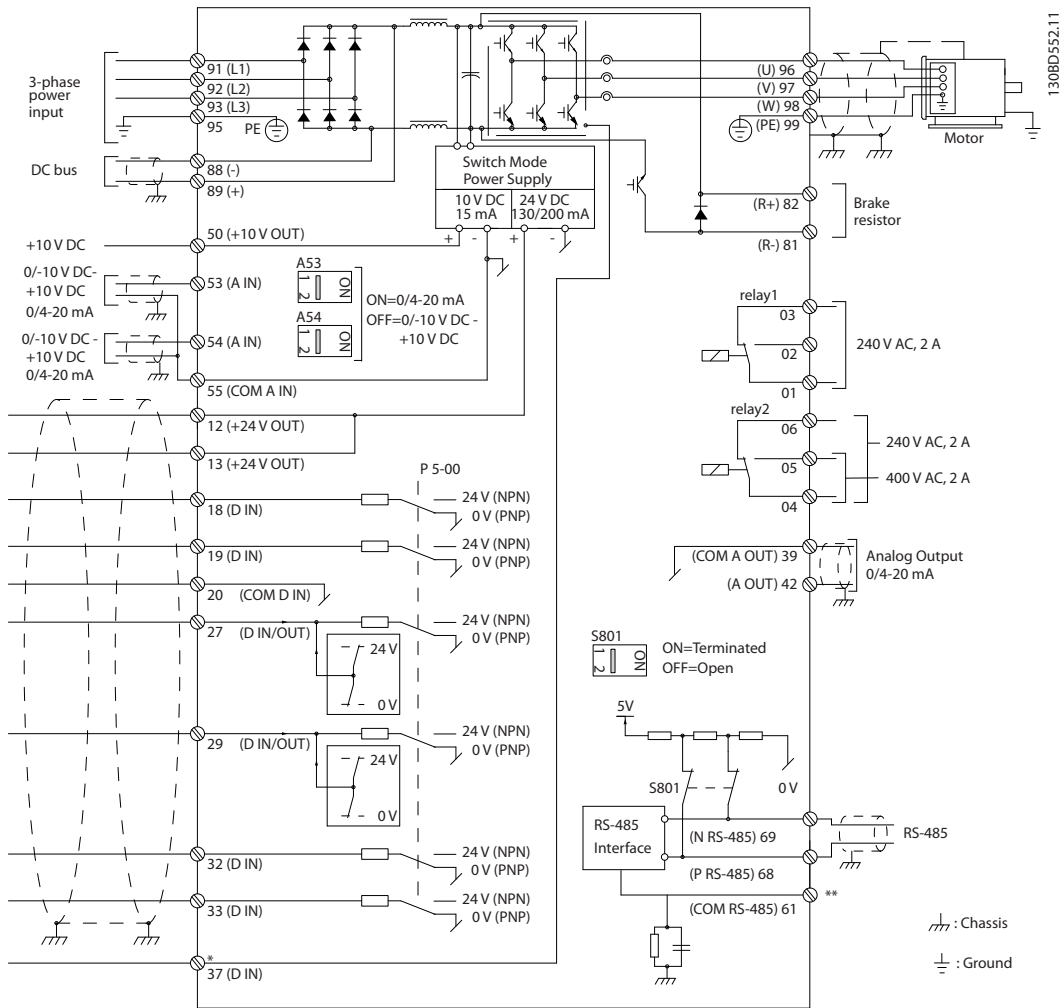 130BD552.11
3-phase
power
input
91 (L1)
92 (L2)
93 (L3)
95
PE
DC bus
88 (-)
89 (+)
Switch Mode
Power Supply
10 V DC
15 mA
24 V DC
130/200 mA
+ - + -
(U) 96
(V) 97
(W) 98
(PE) 99
Motor
(R+) 82
(R-) 81
Brake
resistor
+10 V DC
50 (+10 V OUT)
0/-10 V DC-
+10 V DC
0/4-20 mA
53 (A IN)
0/-10 V DC -
+10 V DC
0/4-20 mA
54 (A IN)
55 (COM A IN)
A53
1 2
ON
A54
1 2
ON
ON=0/4-20 mA
OFF=0/-10 V DC -
+10 V DC
12 (+24 V OUT)
13 (+24 V OUT)
P 5-00
18 (D IN)
24 V (NPN)
0 V (PNP)
19 (D IN)
24 V (NPN)
0 V (PNP)
20 (COM D IN)
27 (D IN/OUT)
24 V (NPN)
0 V (PNP)
24 V
0 V
29 (D IN/OUT)
24 V (NPN)
0 V (PNP)
24 V
0 V
32 (D IN)
24 V (NPN)
0 V (PNP)
33 (D IN)
24 V (NPN)
0 V (PNP)
*
37 (D IN)
relay1
03
02
01
240 V AC, 2 A
relay2
06
05
04
240 V AC, 2 A
400 V AC, 2 A
(COM A OUT) 39
(A OUT) 42
Analog Output
0/4-20 mA
S801
1 2
ON
ON=Terminated
OFF=Open
5V
S801
0 V
RS-485
Interface
(N RS-485) 69
(P RS-485) 68
RS-485
(COM RS-485) 61
**
: Chassis
: Ground